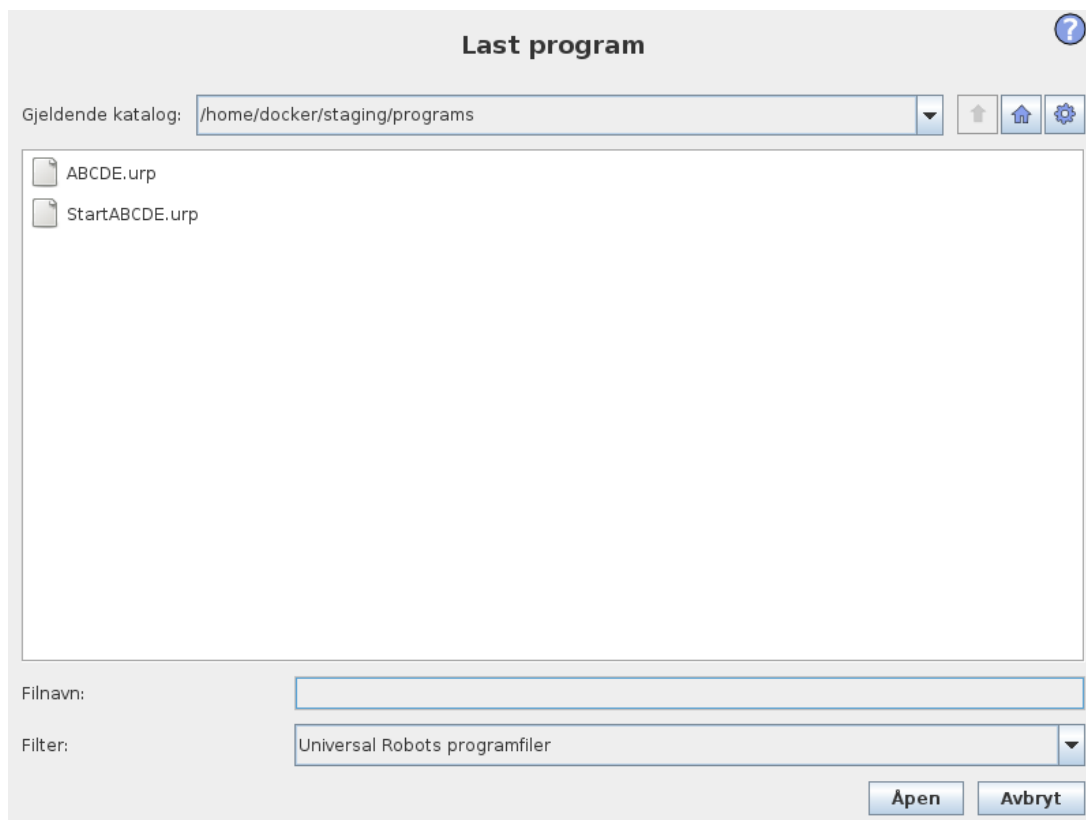 Last program
?
Gjeldende katalog: /home/docker/staging/programs
ABCDE.urp
StartABCDE.urp
Filnavn:
Filter: Universal Robots programfiler
Åpen Avbryt